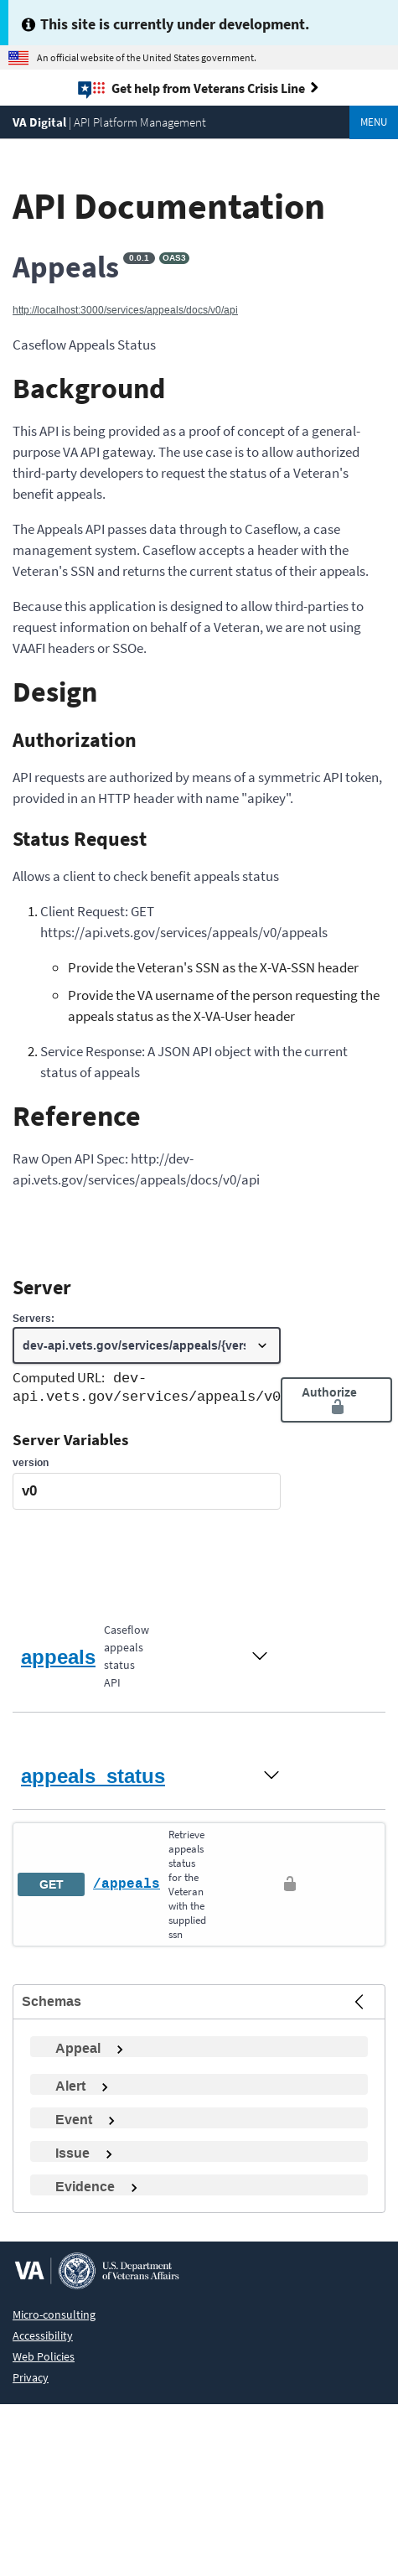 This site is currently under development.
An official website of the United States government.
Get help from Veterans Crisis Line
VA Digital | API Platform Management
MENU
API Documentation
Appeals 0.0.1 OAS3
http://localhost:3000/services/appeals/docs/v0/api
Caseflow Appeals Status
Background
This API is being provided as a proof of concept of a general-
purpose VA API gateway. The use case is to allow authorized
third-party developers to request the status of a Veteran's
benefit appeals.
The Appeals API passes data through to Caseflow, a case
management system. Caseflow accepts a header with the
Veteran's SSN and returns the current status of their appeals.
Because this application is designed to allow third-parties to
request information on behalf of a Veteran, we are not using
VAAFI headers or SSOe.
Design
Authorization
API requests are authorized by means of a symmetric API token,
provided in an HTTP header with name "apikey".
Status Request
Allows a client to check benefit appeals status
1. Client Request: GET
https://api.vets.gov/services/appeals/v0/appeals
Provide the Veteran's SSN as the X-VA-SSN header
Provide the VA username of the person requesting the
appeals status as the X-VA-User header
2. Service Response: A JSON API object with the current
status of appeals
Reference
Raw Open API Spec: http://dev-
api.vets.gov/services/appeals/docs/v0/api
Server
Servers:
dev-api.vets.gov/services/appeals/{vers
Computed URL: dev-
api.vets.gov/services/appeals/v0
Authorize
Server Variables
version
v0
appeals
Caseflow
appeals
status
API
appeals_status
GET
/appeals
Retrieve
appeals
status
for the
Veteran
with the
supplied
ssn
Schemas
Appeal
Alert
Event
Issue
Evidence
VA
U.S. Department
of Veterans Affairs
Micro-consulting
Accessibility
Web Policies
Privacy